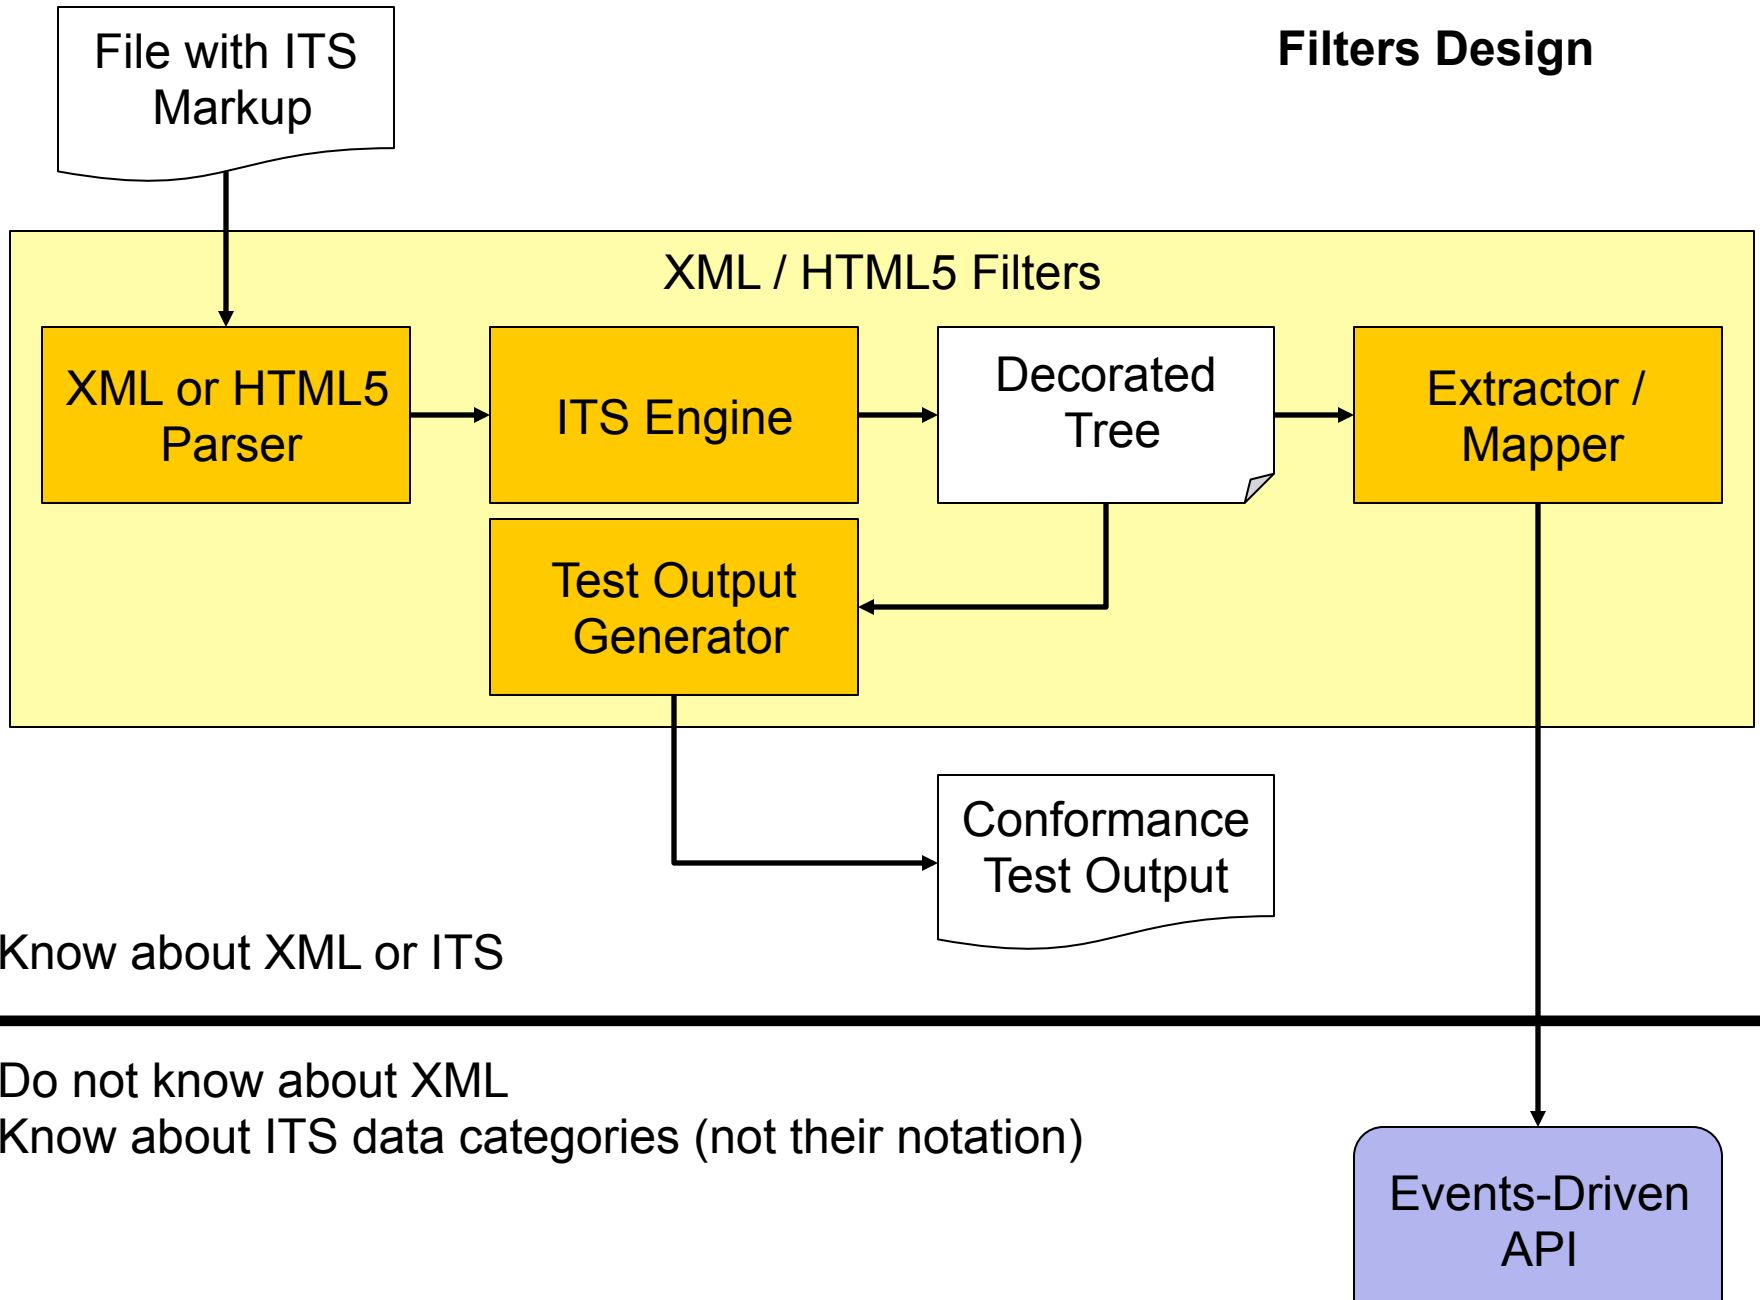 File with ITS
Markup
Filters Design
XML / HTML5 Filters
XML or HTML5
Parser
ITS Engine
Decorated
Tree
Extractor /
Mapper
Test Output
Generator
Conformance
Test Output
Know about XML or ITS
Do not know about XML
Know about ITS data categories (not their notation)
Events-Driven
API